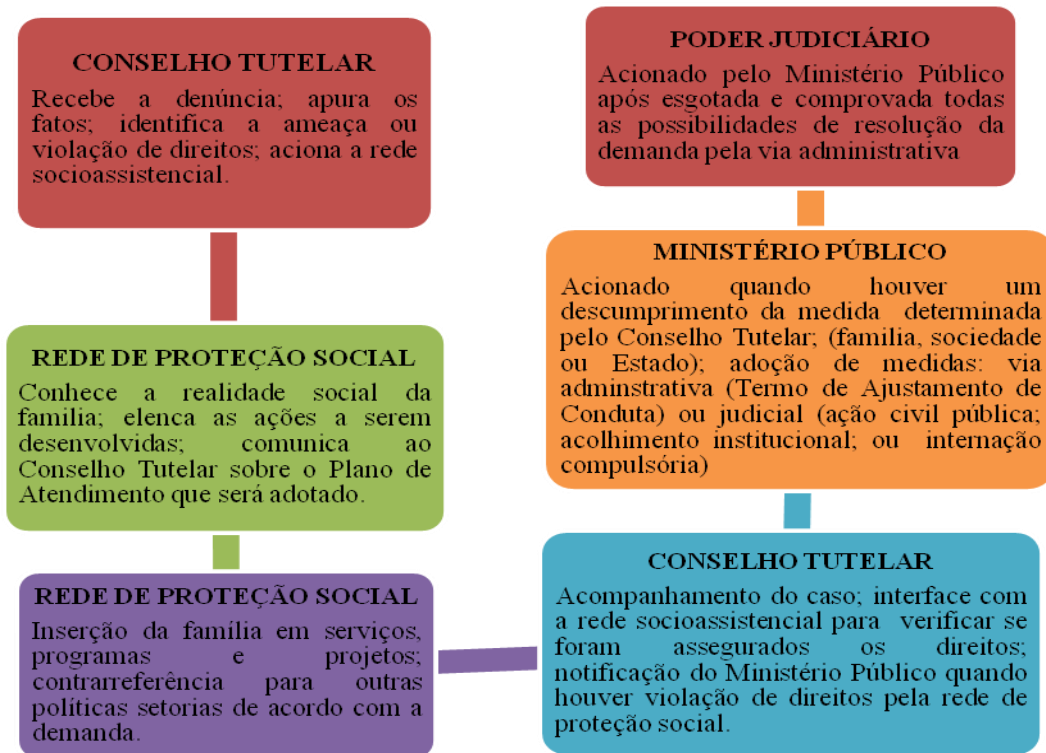 CONSELHO TUTELAR
Recebe a denúncia; apura os
fatos; identifica a ameaça ou
violação de direitos; aciona a rede
socioassistencial.
REDE DE PROTEÇÃO SOCIAL
Conhece a realidade social da
familia; elenca as ações a serem
desenvolvidas; comunica ao
Conselho Tutelar sobre o Plano de
Atendimento que será adotado.
REDE DE PROTEÇÃO SOCIAL
Inserção da família em serviços,
programas e projetos;
contrarreferência para outras
políticas setorias de acordo com a
demanda.
CONSELHO TUTELAR
Acompanhamento do caso; interface com
a rede socioassistencial para verificar se
foram assegurados os direitos;
notificação do Ministério Público quando
houver violação de direitos pela rede de
proteção social.
MINISTÉRIO PÚBLICO
Acionado quando houver um
descumprimento da medida determinada
pelo Conselho Tutelar; (familia, sociedade
ou Estado); adoção de medidas: via
adminstrativa (Termo de Ajustamento de
Conduta) ou judicial (ação civil pública;
acolhimento institucional; ou internação
compulsória)
PODER JUDICIÁRIO
Acionado pelo Ministério Público
após esgotada e comprovada todas
as possibilidades de resolução da
demanda pela via administrativa